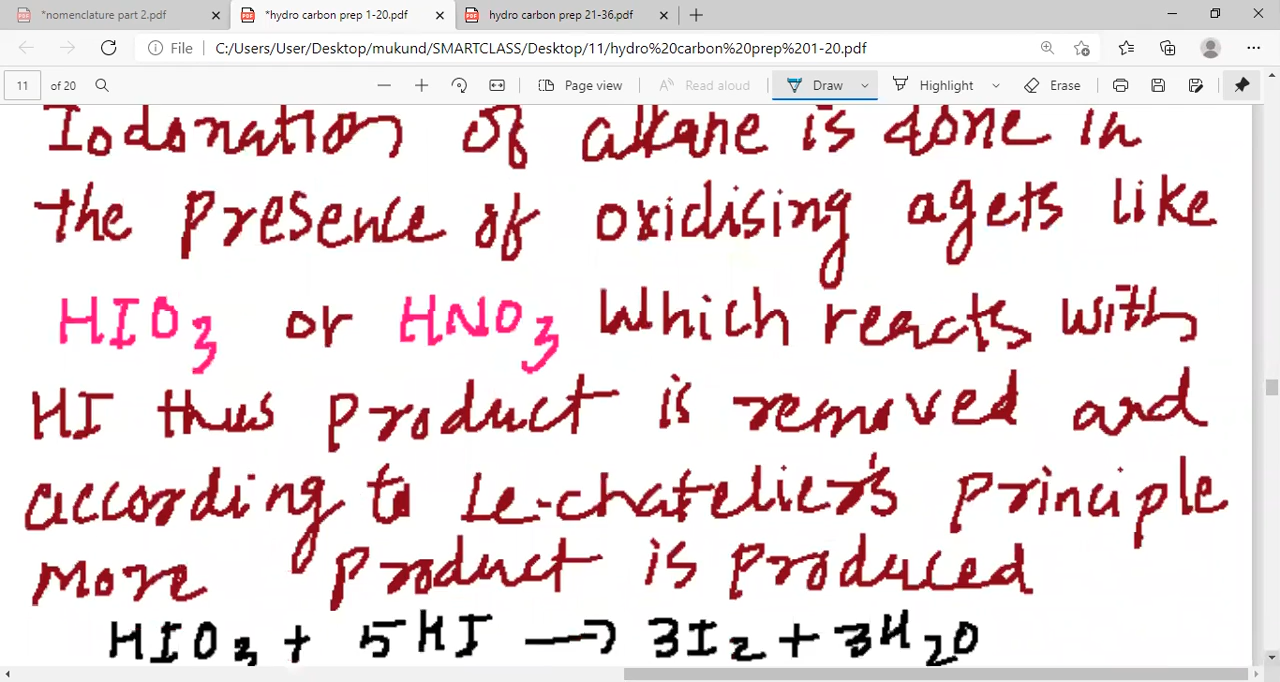 *nomenclature part 2.pdf
*hydro carbon prep 1-20.pdf
hydro carbon prep 21-36.pdf
File
C:/Users/User/Desktop/mukund/SMARTCLASS/Desktop/11/hydro%20carbon%20prep%201-20.pdf
11 of 20
Page view
Read aloud
Draw
Highlight
Erase
Iodonation of alkane is done in
the presence of oxidising agets like
HIO3 or HNO3 which reacts with
HI thus product is removed and
according to Le-chatelier's principle
more product is produced
HIO3 + 5HI → 3I2 + 3H2O